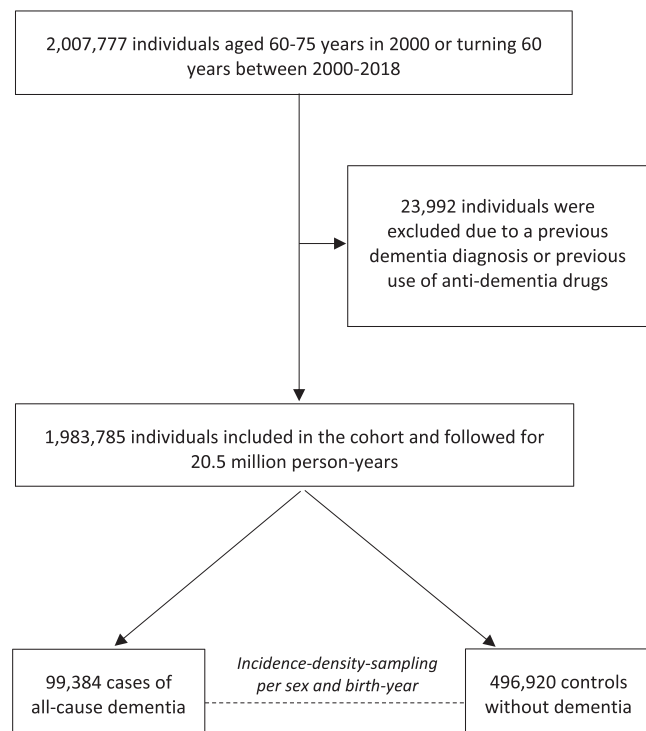 2,007,777 individuals aged 60-75 years in 2000 or turning 60
years between 2000-2018
23,992 individuals were
excluded due to a previous
dementia diagnosis or previous
use of anti-dementia drugs
1,983,785 individuals included in the cohort and followed for
20.5 million person-years
99,384 cases of
all-cause dementia
Incidence-density-sampling
per sex and birth-year
496,920 controls
without dementia